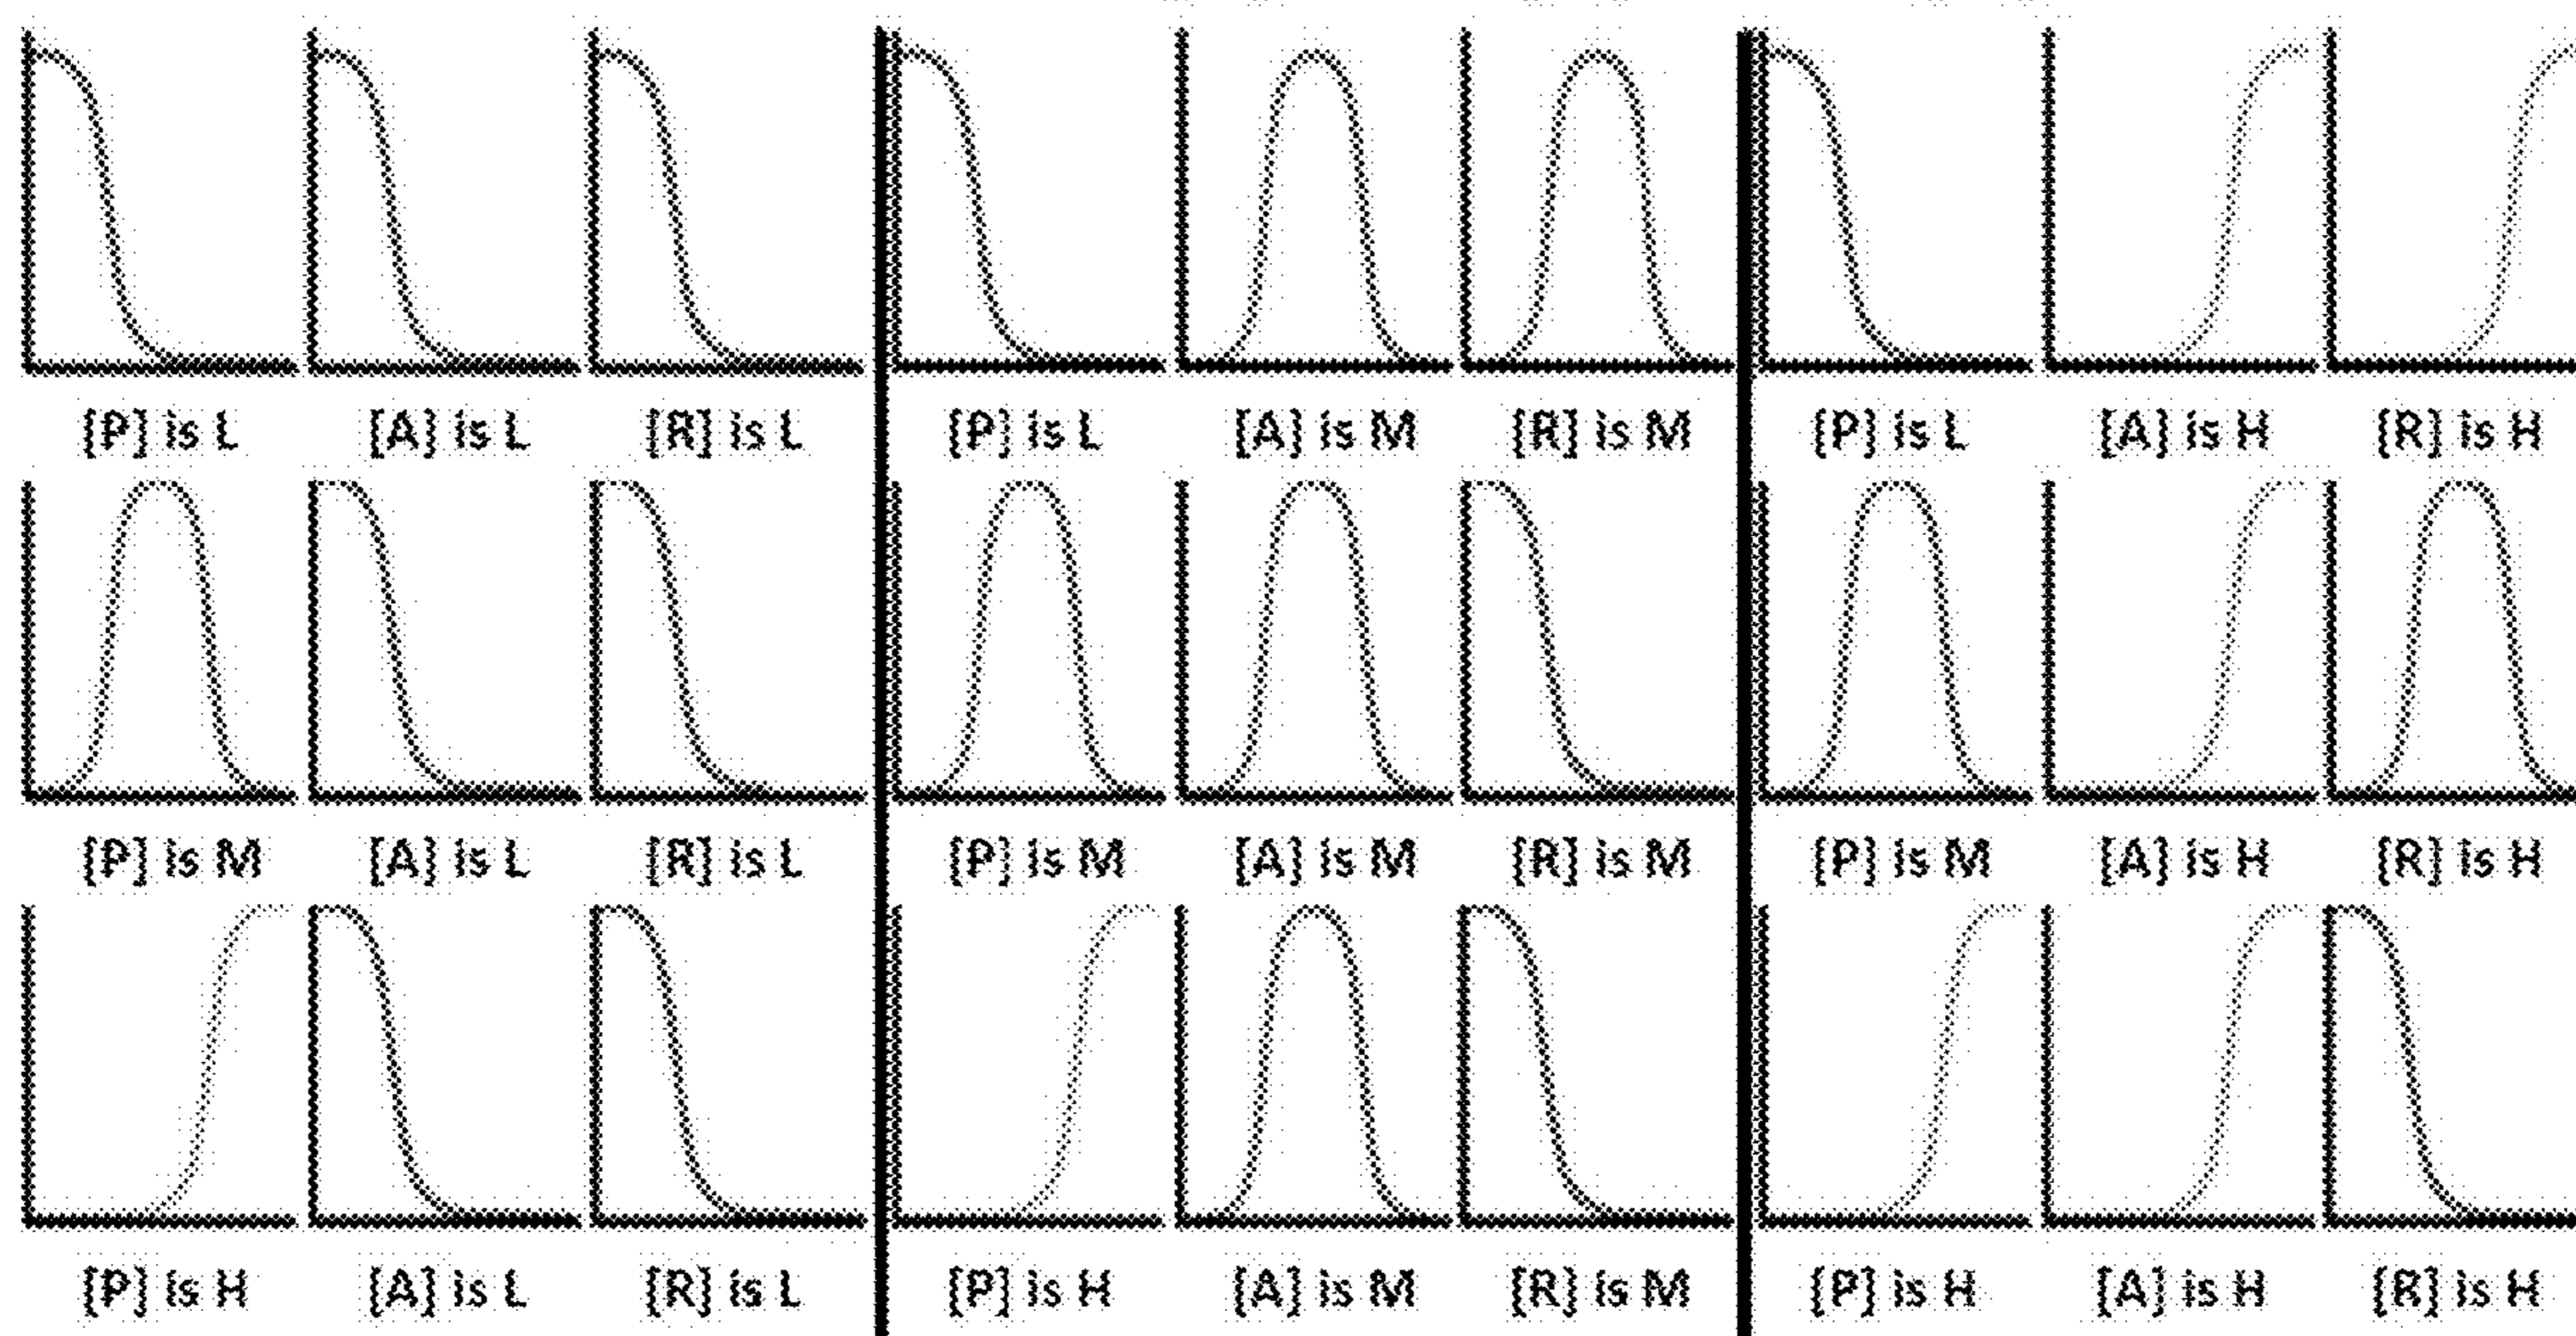 [P] is L [A] is L [R] is L [P] is L [A] is M [R] is M [P] is L [A] is H [R] is H
[P] is M [A] is L [R] is L [P] is M [A] is M [R] is M [P] is M [A] is H [R] is H
[P] is H [A] is L [R] is L [P] is H [A] is M [R] is M [P] is H [A] is H [R] is H